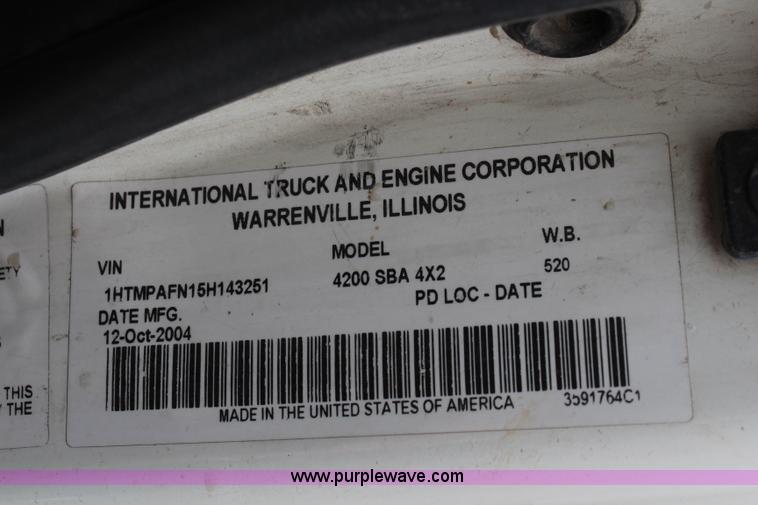 INTERNATIONAL TRUCK AND ENGINE CORPORATION
WARRENVILLE, ILLINOIS
VIN MODEL W.B.
1HTMPAFN15H143251 4200 SBA 4X2 520
DATE MFG. PD LOC - DATE
12-Oct-2004
MADE IN THE UNITED STATES OF AMERICA 3591764C1
N
ETY
S
THIS
THE
www.purplewave.com